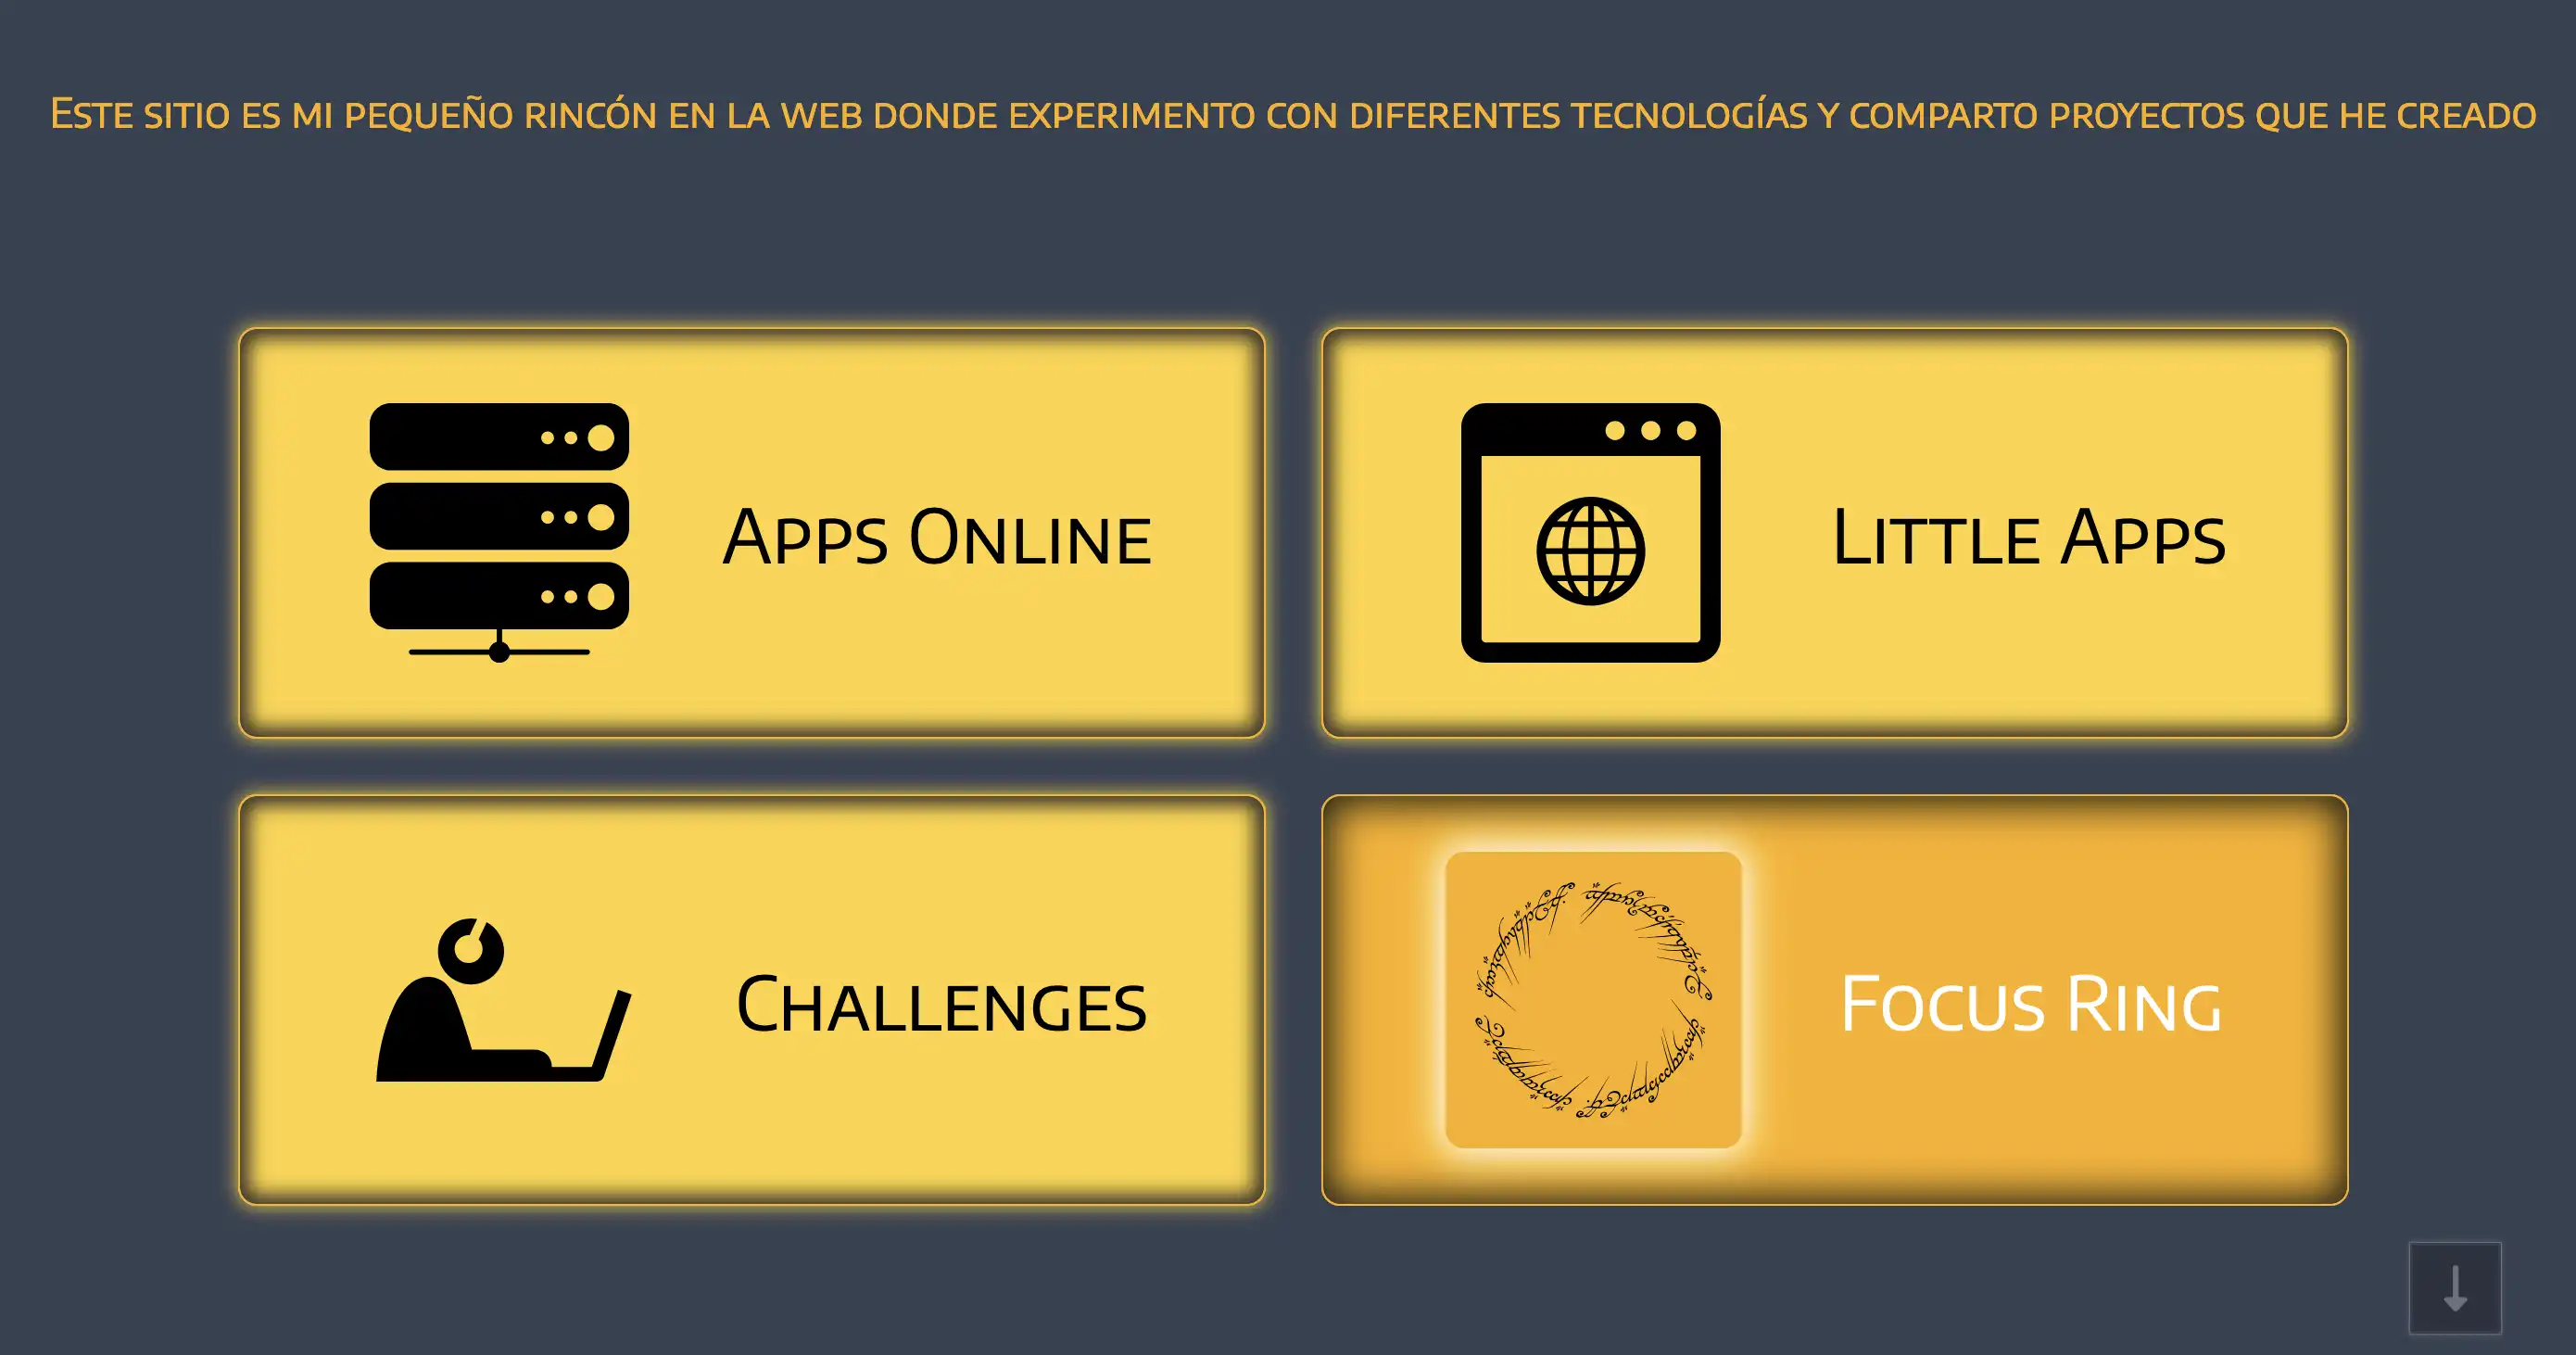 Este sitio es mi pequeño rincón en la web donde experimento con diferentes tecnologías y comparto proyectos que he creado
Apps Online
Little Apps
Challenges
Focus Ring